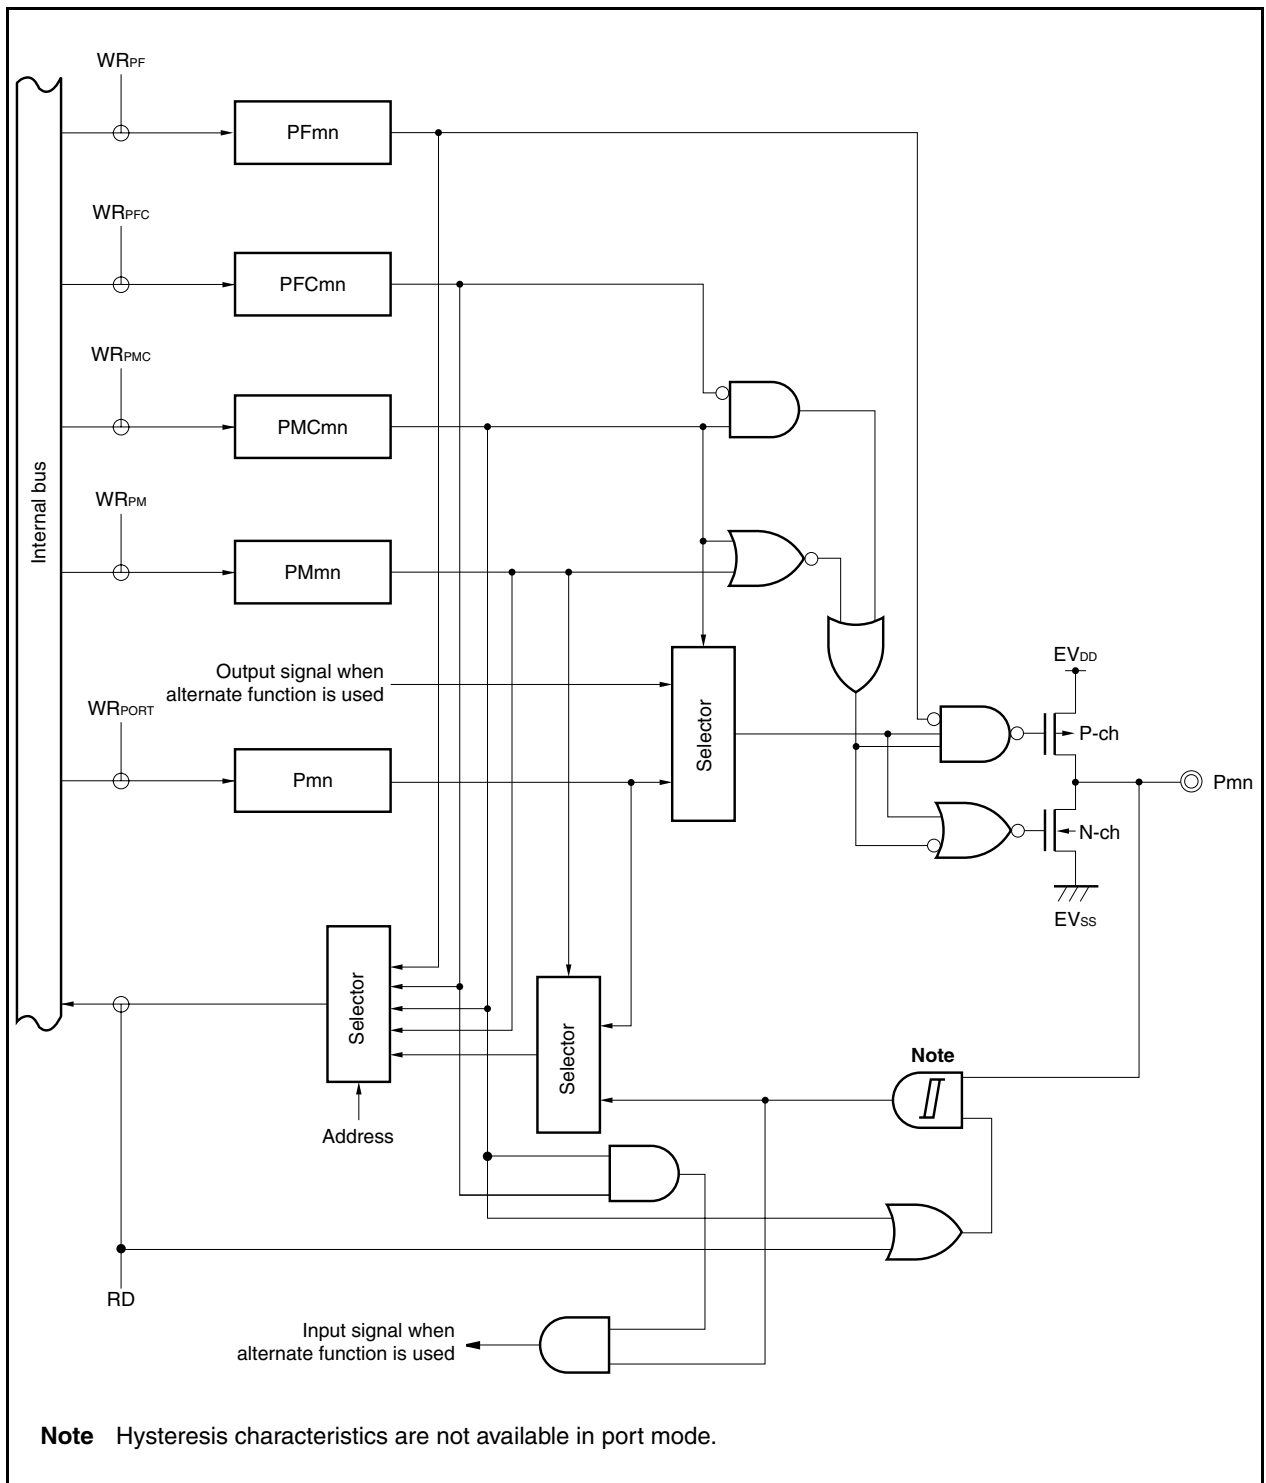 WRPF
PFmn
WRPFC
PFCmn
WRPMC
PMCmn
Internal bus
WRPM
PMmn
Output signal when
alternate function is used
EVDD
WRPORT
Selector
P-ch
Pmn
Pmn
N-ch
EVSS
Selector
Selector
Note
Address
RD
Input signal when
alternate function is used
Note Hysteresis characteristics are not available in port mode.